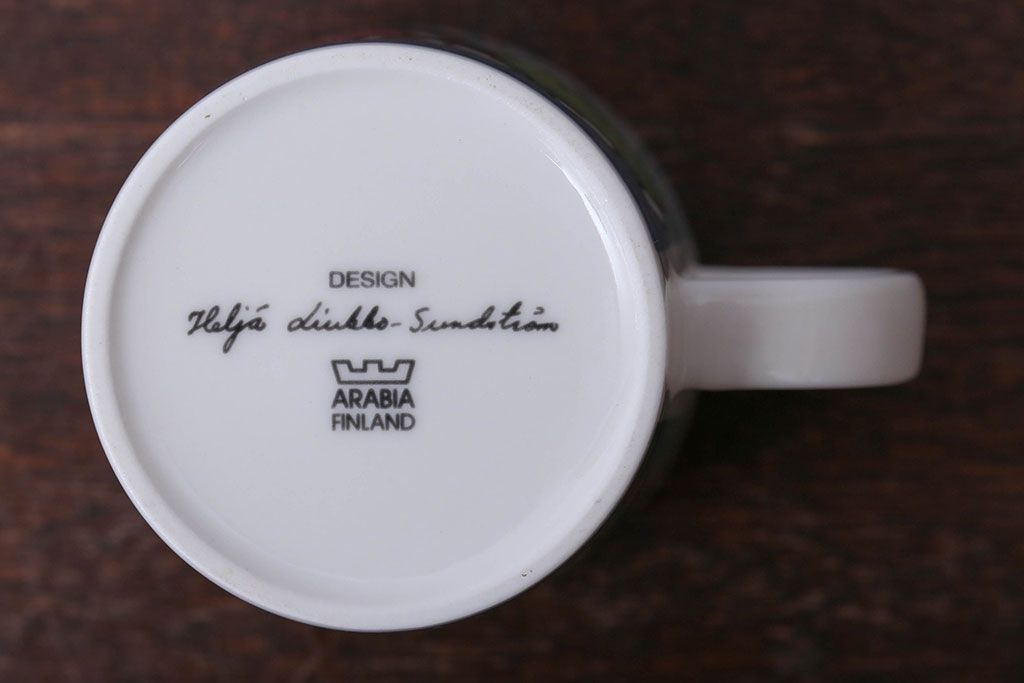 DESIGN
Heljä Liukko-Sundström
ARABIA
FINLAND